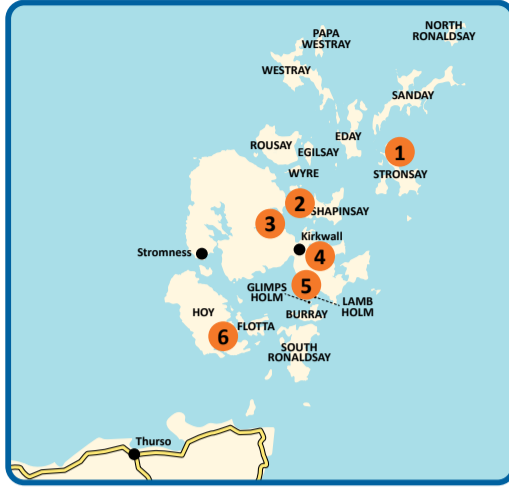 NORTH
RONALDSAY
PAPA
WESTRAY
WESTRAY
SANDAY
EDAY
ROUSAY
EGILSAY
1
STRONSAY
WYRE
2
SHAPINSAY
3
Kirkwall
4
Stromness
5
GLIMPS
HOLM
LAMB
HOLM
BURRAY
HOY
FLOTTA
6
SOUTH
RONALDSAY
Thurso